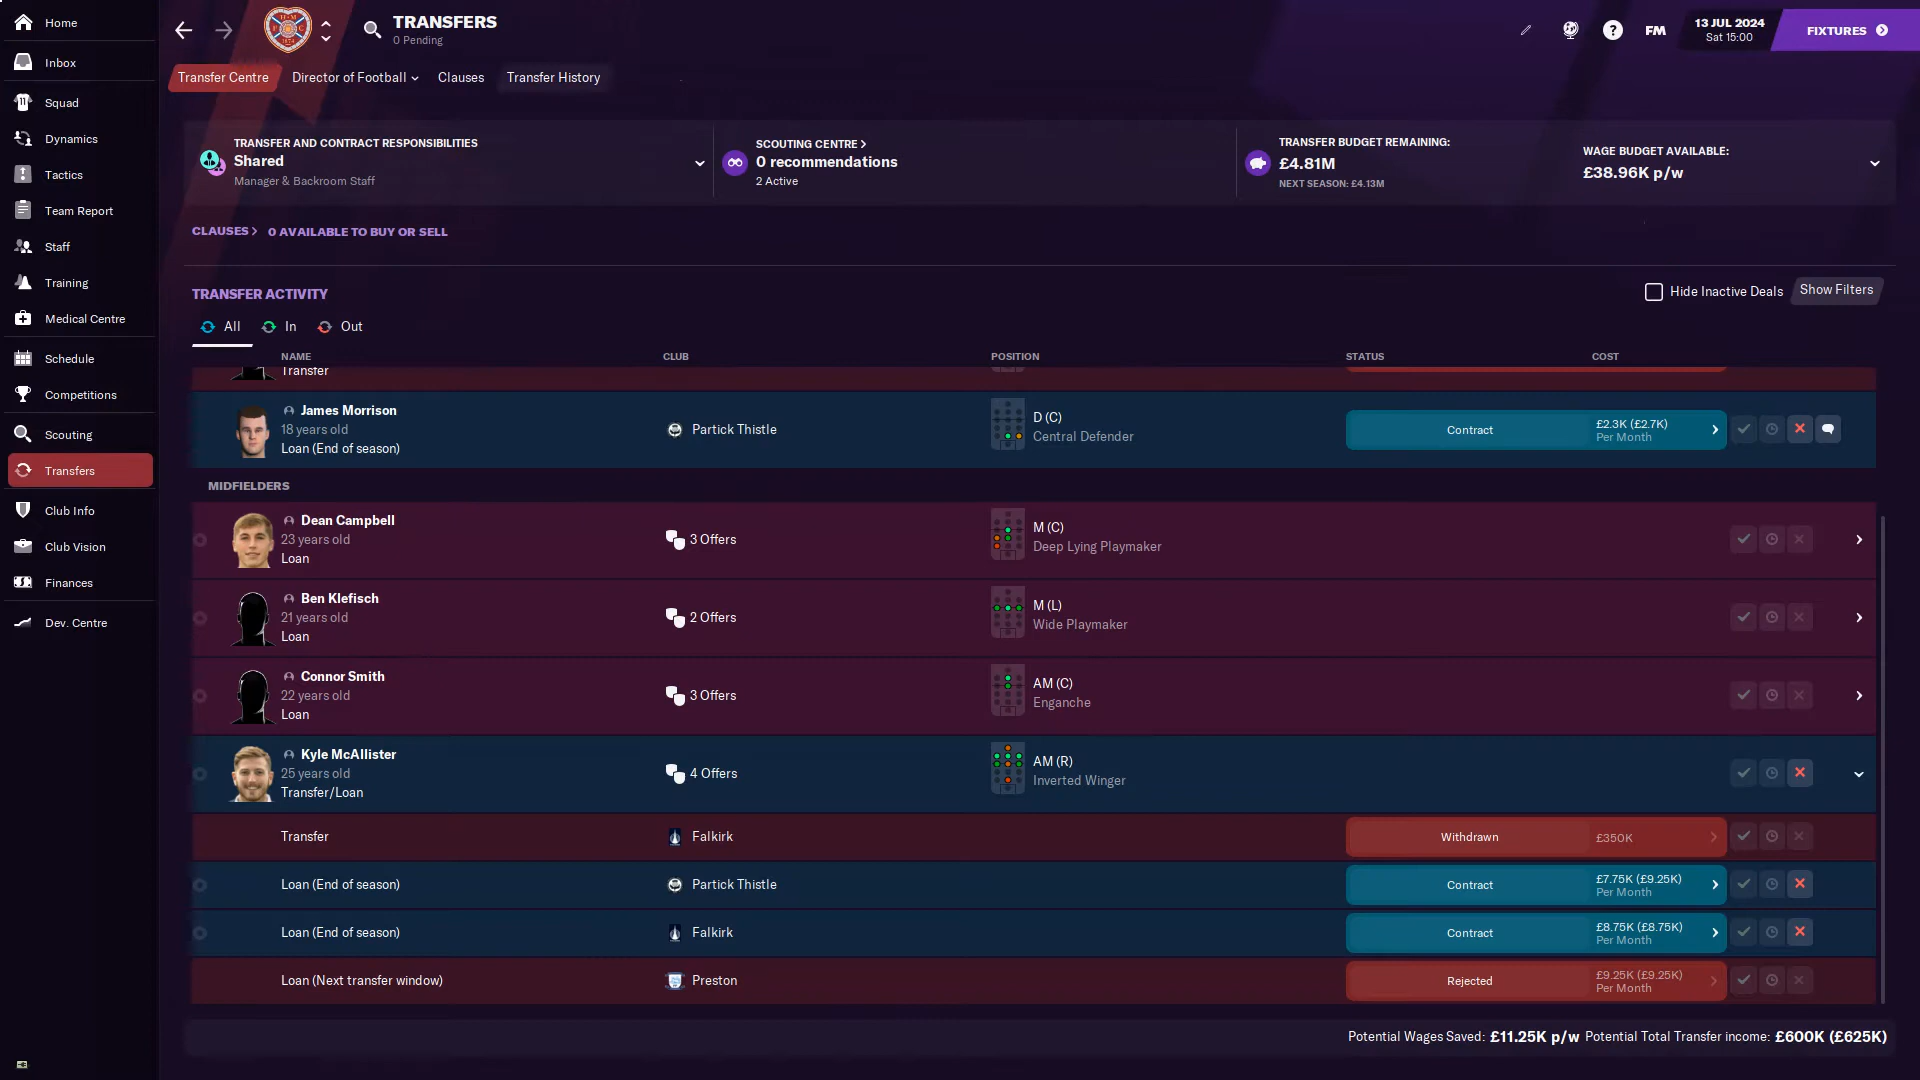 Home
Inbox
Squad
Dynamics
Tactics
Team Report
Staff
Training
Medical Centre
Schedule
Competitions
Scouting
Transfers
Club Info
Club Vision
Finances
Dev. Centre
TRANSFERS
0 Pending
FM
13 JUL 2024
Sat 15:00
FIXTURES
Transfer Centre
Director of Football
Clauses
Transfer History
TRANSFER AND CONTRACT RESPONSIBILITIES
Shared
Manager & Backroom Staff
SCOUTING CENTRE >
0 recommendations
2 Active
TRANSFER BUDGET REMAINING:
£4.81M
NEXT SEASON: £4.13M
WAGE BUDGET AVAILABLE:
£38.96K p/w
CLAUSES > 0 AVAILABLE TO BUY OR SELL
TRANSFER ACTIVITY
Hide Inactive Deals
Show Filters
All
In
Out
NAME CLUB POSITION STATUS COST
Transfer
James Morrison
18 years old
Loan (End of season)
Partick Thistle
D (C)
Central Defender
Contract
£2.3K (£2.7K)
Per Month
MIDFIELDERS
Dean Campbell
23 years old
Loan
3 Offers
M (C)
Deep Lying Playmaker
Ben Klefisch
21 years old
Loan
2 Offers
M (L)
Wide Playmaker
Connor Smith
22 years old
Loan
3 Offers
AM (C)
Enganche
Kyle McAllister
25 years old
Transfer/Loan
4 Offers
AM (R)
Inverted Winger
Transfer
Falkirk
Withdrawn
£350K
Loan (End of season)
Partick Thistle
Contract
£7.75K (£9.25K)
Per Month
Loan (End of season)
Falkirk
Contract
£8.75K (£8.75K)
Per Month
Loan (Next transfer window)
Preston
Rejected
£9.25K (£9.25K)
Per Month
Potential Wages Saved: £11.25K p/w Potential Total Transfer income: £600K (£625K)